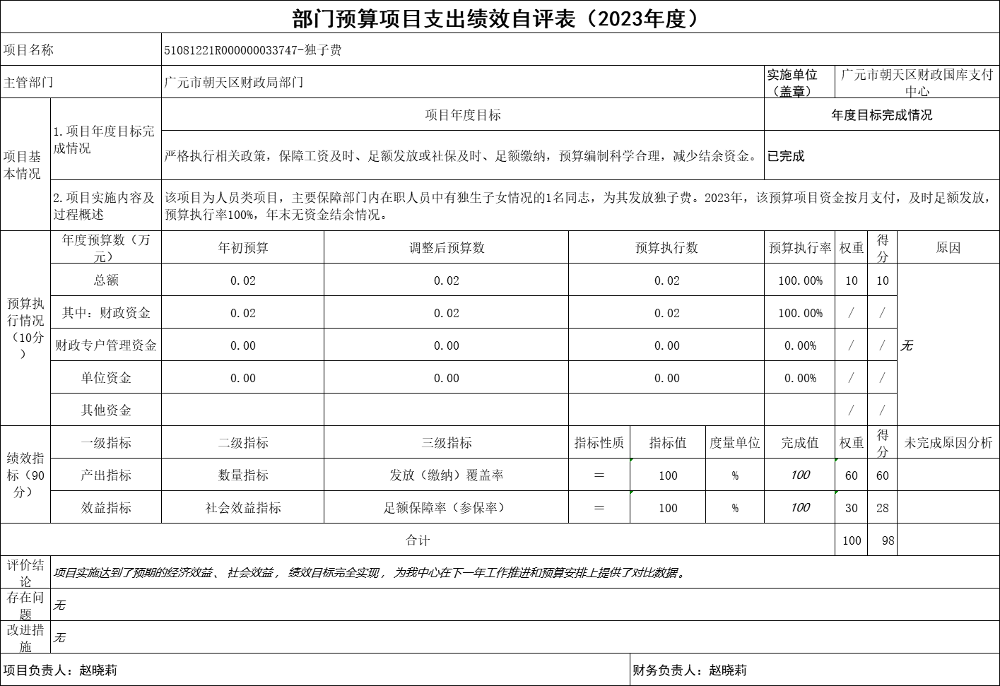 部门预算项目支出绩效自评表（2023年度）
项目名称 51081221R000000033747-独子费
主管部门 广元市朝天区财政局部门 实施单位（盖章） 广元市朝天区财政国库支付中心
项目基本情况 1.项目年度目标完成情况 项目年度目标 年度目标完成情况
严格执行相关政策，保障工资及时、足额发放或社保及时、足额缴纳，预算编制科学合理，减少结余资金。 已完成
2.项目实施内容及过程概述 该项目为人员类项目，主要保障部门内在职人员中有独生子女情况的1名同志，为其发放独子费。2023年，该预算项目资金按月支付，及时足额发放，
预算执行率100%，年末无资金结余情况。
预算执行情况（10分） 年度预算数（万元） 年初预算 调整后预算数 预算执行数 预算执行率 权重 得分 原因
总额 0.02 0.02 0.02 100.00% 10 10 无
其中：财政资金 0.02 0.02 0.02 100.00% / /
财政专户管理资金 0.00 0.00 0.00 0.00% / /
单位资金 0.00 0.00 0.00 0.00% / /
其他资金 / /
绩效指标（90分） 一级指标 二级指标 三级指标 指标性质 指标值 度量单位 完成值 权重 得分 未完成原因分析
产出指标 数量指标 发放（缴纳）覆盖率 ＝ 100 % 100 60 60
效益指标 社会效益指标 足额保障率（参保率） ＝ 100 % 100 30 28
合计 100 98
评价结论 项目实施达到了预期的经济效益、社会效益，绩效目标完全实现，为我中心在下一年工作推进和预算安排上提供了对比数据。
存在问题 无
改进措施 无
项目负责人：赵晓莉 财务负责人：赵晓莉